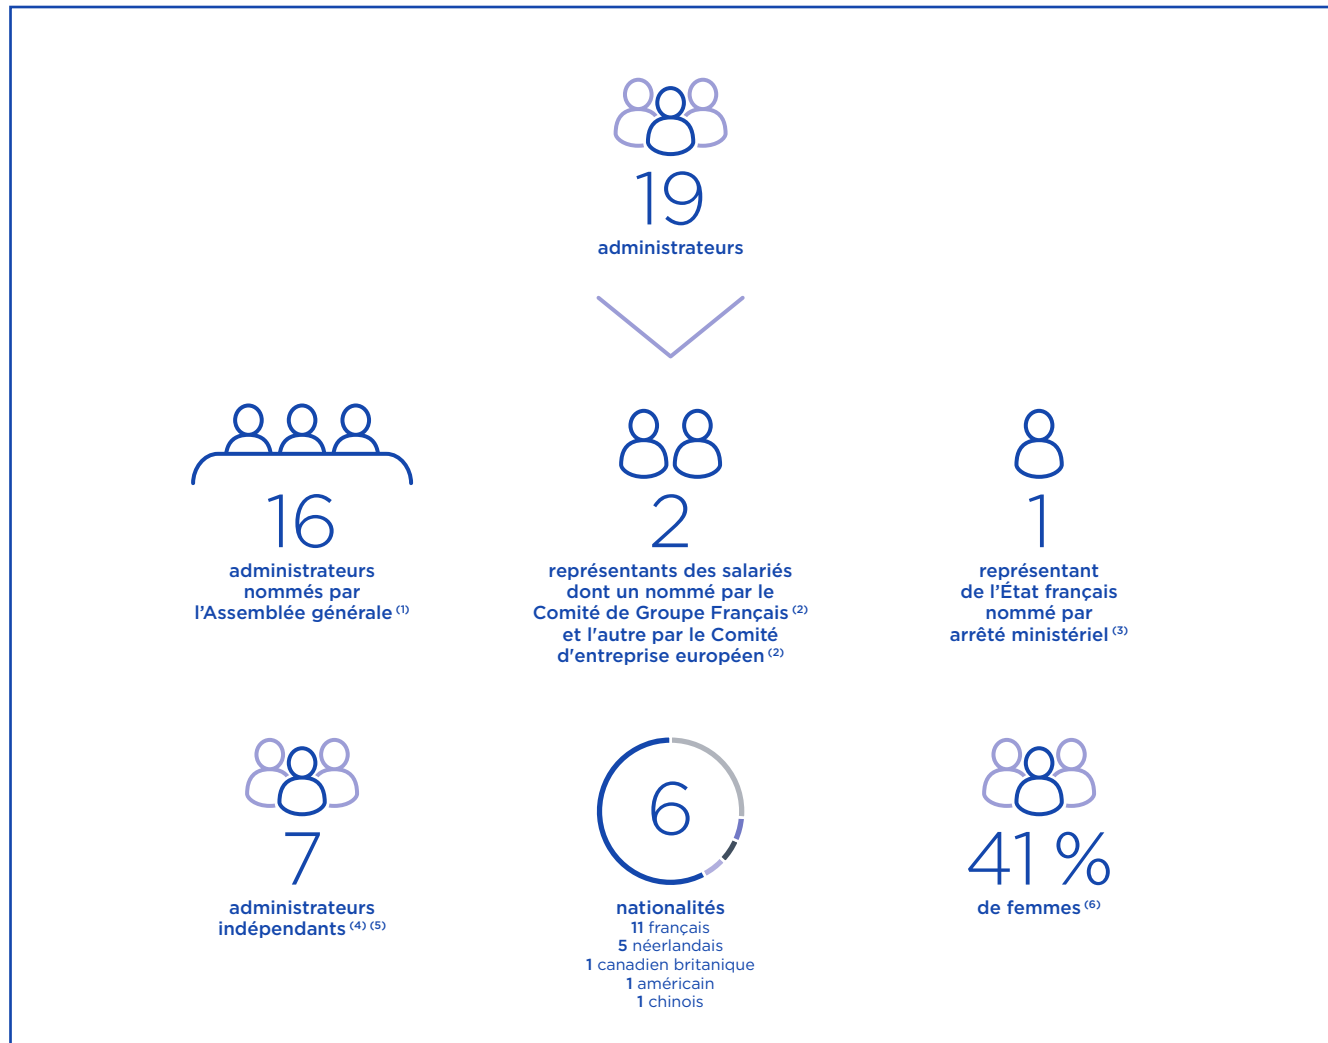 19
administrateurs
16
administrateurs
nommés par
l’Assemblée générale (1)
2
représentants des salariés
dont un nommé par le
Comité de Groupe Français (2)
et l'autre par le Comité
d'entreprise européen (2)
1
représentant
de l’État français
nommé par
arrêté ministériel (3)
7
administrateurs
indépendants (4) (5)
6
nationalités
11 français
5 néerlandais
1 canadien britanique
1 américain
1 chinois
41 %
de femmes (6)